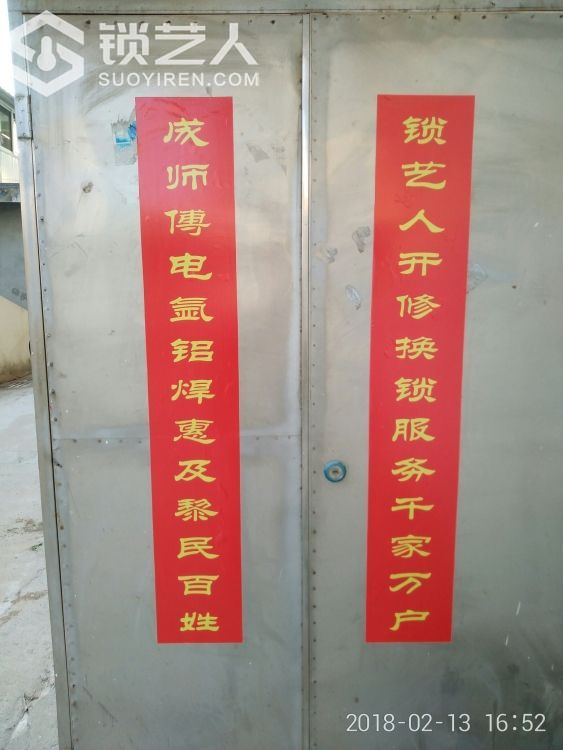 锁艺人
SUOYIREN.COM
锁艺人开修换锁服务千家万户
成师傅电氩铝焊惠及黎民百姓
2018-02-13 16:52